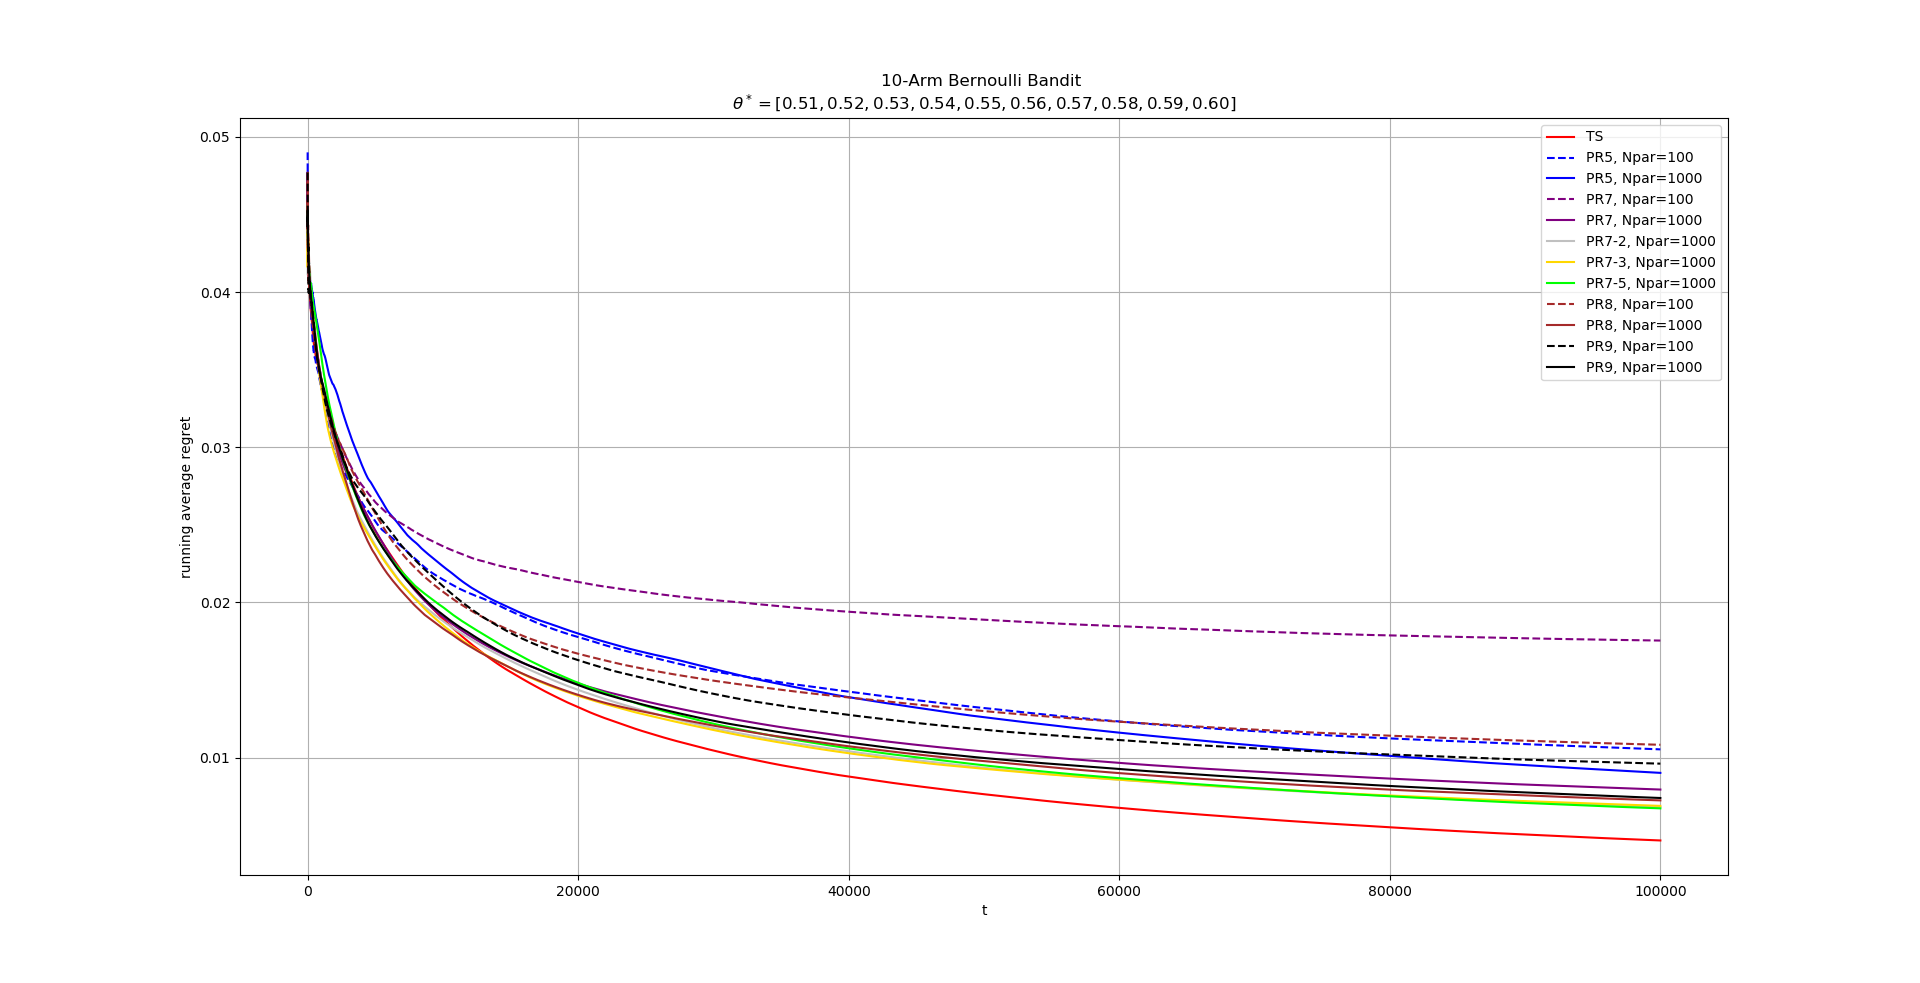 10-Arm Bernoulli Bandit
θ* = [0.51, 0.52, 0.53, 0.54, 0.55, 0.56, 0.57, 0.58, 0.59, 0.60]
running average regret
0.05
0.04
0.03
0.02
0.01
TS
PR5, Npar=100
PR5, Npar=1000
PR7, Npar=100
PR7, Npar=1000
PR7-2, Npar=1000
PR7-3, Npar=1000
PR7-5, Npar=1000
PR8, Npar=100
PR8, Npar=1000
PR9, Npar=100
PR9, Npar=1000
0 20000 40000 60000 80000 100000
t